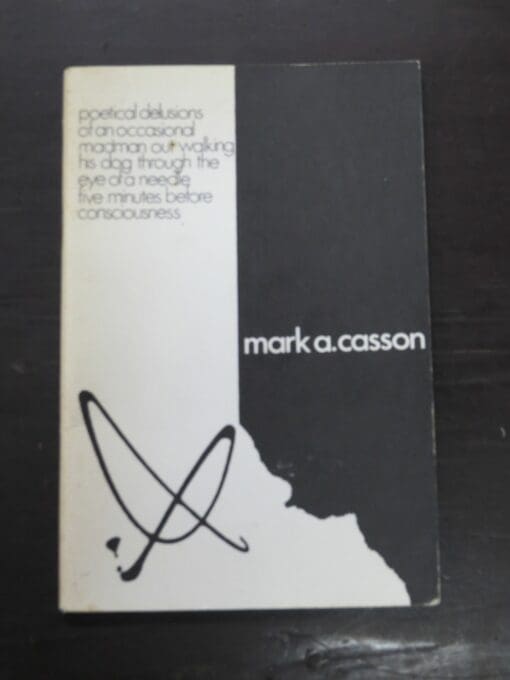 poetical delusions
of an occasional
madman out walking
his dog through the
eye of a needle
five minutes before
consciousness
mark a. casson